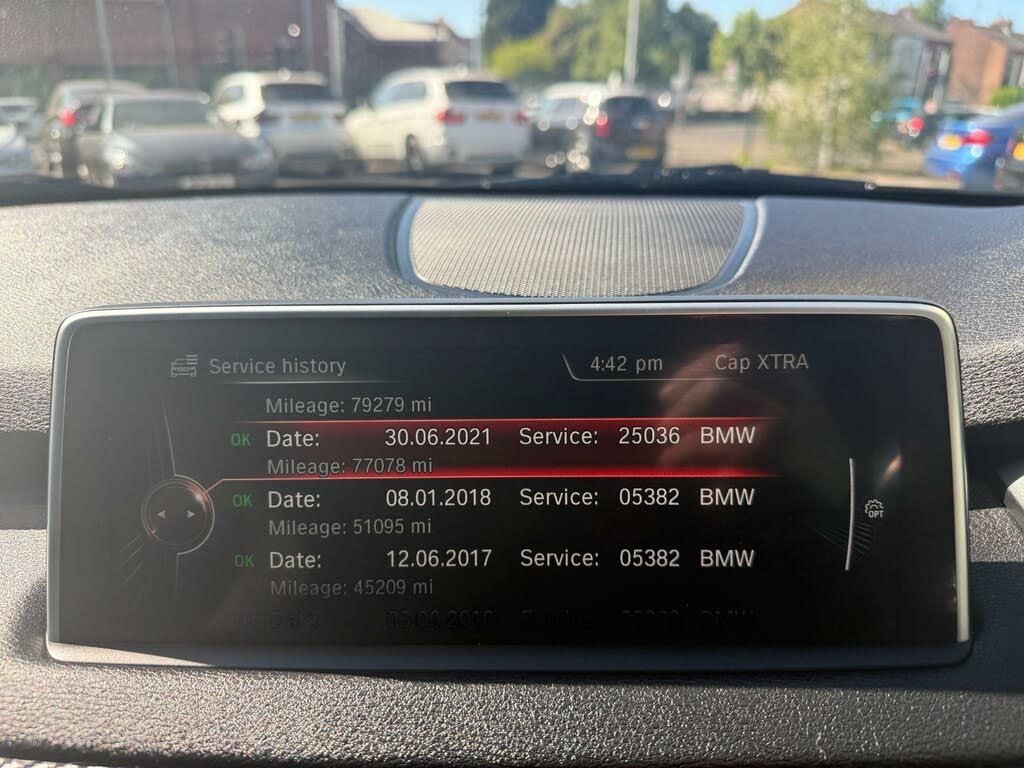 Service history
4:42 pm
Cap XTRA
Mileage: 79279 mi
OK Date: 30.06.2021 Service: 25036 BMW
Mileage: 77078 mi
OK Date: 08.01.2018 Service: 05382 BMW
Mileage: 51095 mi
OK Date: 12.06.2017 Service: 05382 BMW
Mileage: 45209 mi
OPT